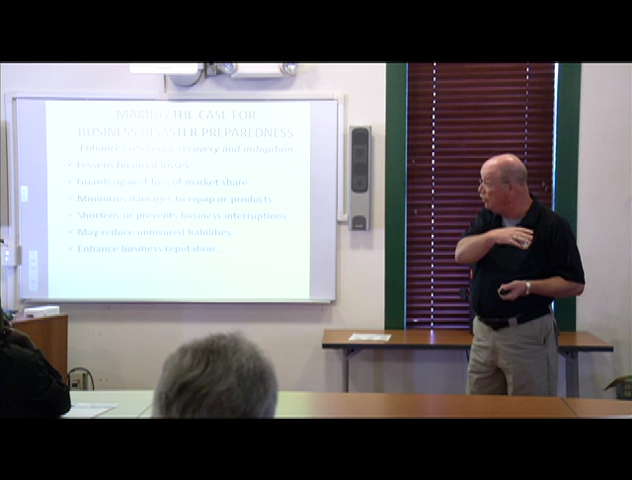 MAKING THE CASE FOR
BUSINESS DISASTER PREPAREDNESS
Enhance resilience, recovery and mitigation
Lessens financial losses
Guards against loss of market share
Minimizes damages to equip or products
Shortens or prevents business interruptions
May reduce uninsured liabilities
Enhance business reputation...